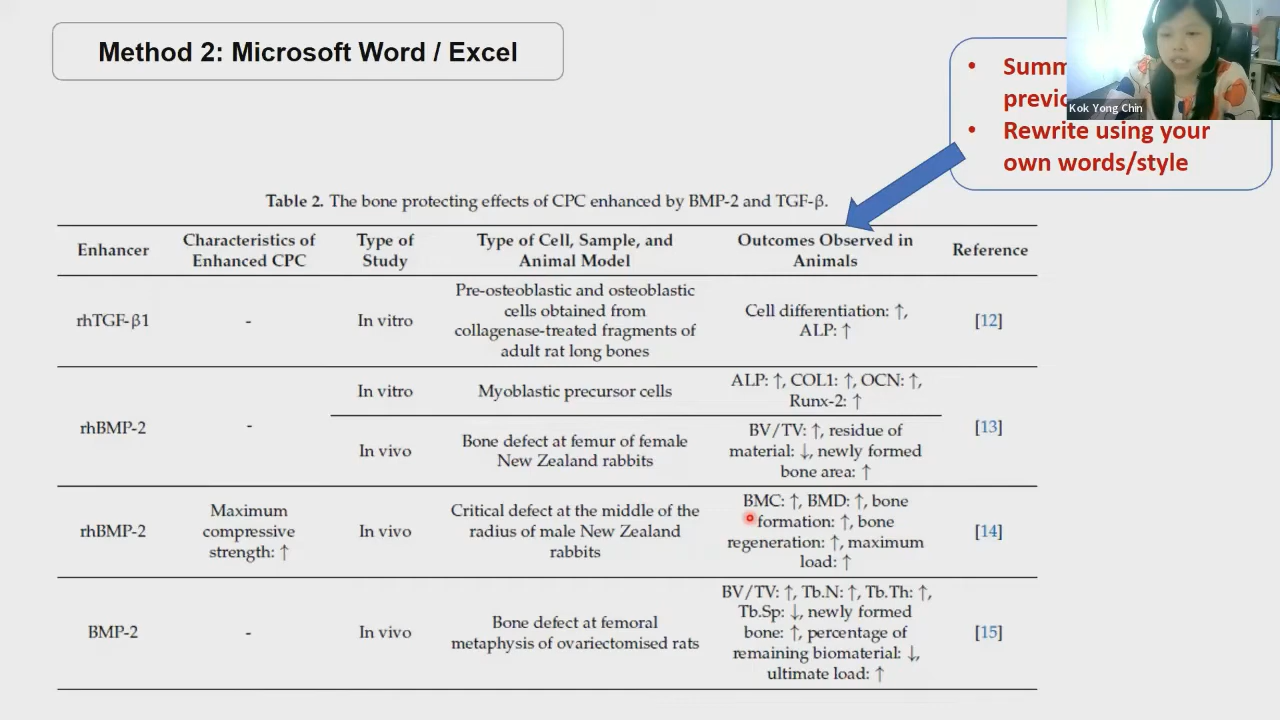 Method 2: Microsoft Word / Excel
• Summ
previo
• Rewrite using your
own words/style
Kok Yong Chin
Table 2. The bone protecting effects of CPC enhanced by BMP-2 and TGF-β.
Enhancer
Characteristics of
Enhanced CPC
Type of
Study
Type of Cell, Sample, and
Animal Model
Outcomes Observed in
Animals
Reference
rhTGF-β1
-
In vitro
Pre-osteoblastic and osteoblastic
cells obtained from
collagenase-treated fragments of
adult rat long bones
Cell differentiation: ↑,
ALP: ↑
[12]
rhBMP-2
-
In vitro
Myoblastic precursor cells
ALP: ↑, COL1: ↑, OCN: ↑,
Runx-2: ↑
In vivo
Bone defect at femur of female
New Zealand rabbits
BV/TV: ↑, residue of
material: ↓, newly formed
bone area: ↑
[13]
rhBMP-2
Maximum
compressive
strength: ↑
In vivo
Critical defect at the middle of the
radius of male New Zealand
rabbits
BMC: ↑, BMD: ↑, bone
formation: ↑, bone
regeneration: ↑, maximum
load: ↑
[14]
BMP-2
-
In vivo
Bone defect at femoral
metaphysis of ovariectomised rats
BV/TV: ↑, Tb.N: ↑, Tb.Th: ↑,
Tb.Sp: ↓, newly formed
bone: ↑, percentage of
remaining biomaterial: ↓,
ultimate load: ↑
[15]